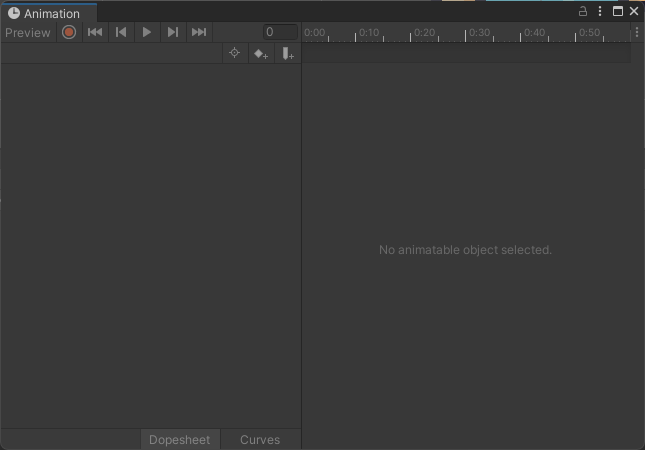 Animation
Preview
0
0:00 0:10 0:20 0:30 0:40 0:50
No animatable object selected.
Dopesheet Curves